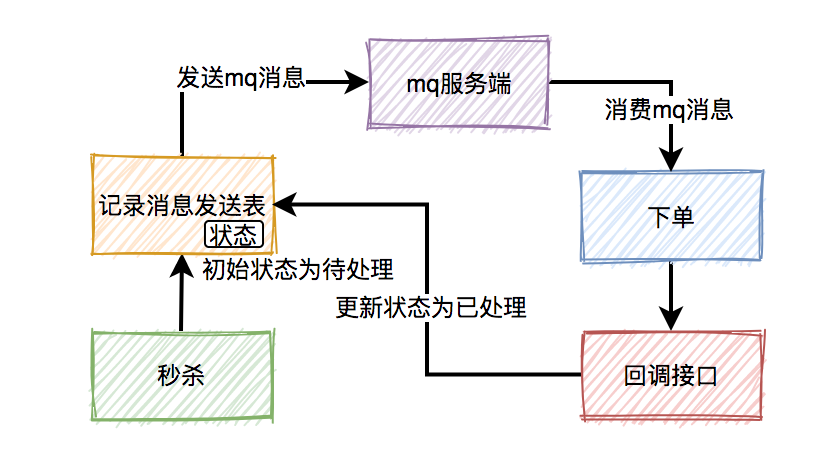 发送mq消息
mq服务端
消费mq消息
记录消息发送表
状态
下单
初始状态为待处理
更新状态为已处理
秒杀
回调接口